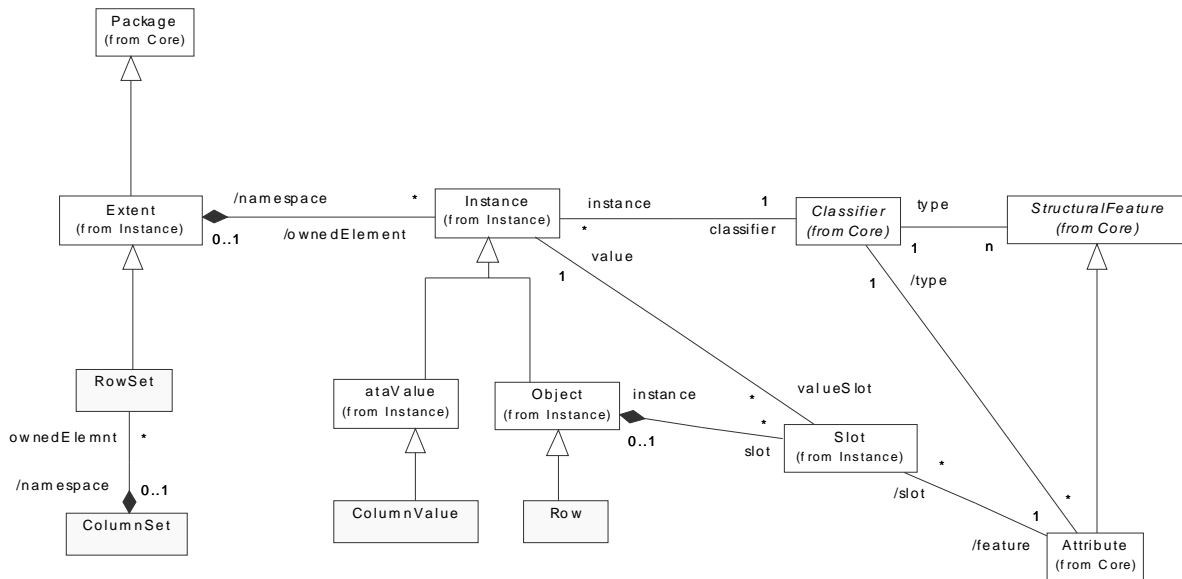 Package
(from Core)
Extent
(from Instance)
/namespace
*
0..1
/ownedElement
Instance
(from Instance)
instance
1
*
classifier
Classifier
(from Core)
type
1
n
StructuralFeature
(from Core)
value
1
1
/type
RowSet
ataValue
(from Instance)
Object
(from Instance)
instance
0..1
valueSlot
*
*
slot
Slot
(from Instance)
ownedElemnt
*
/namespace
0..1
ColumnSet
ColumnValue
Row
*
/slot
*
1
/feature
Attribute
(from Core)